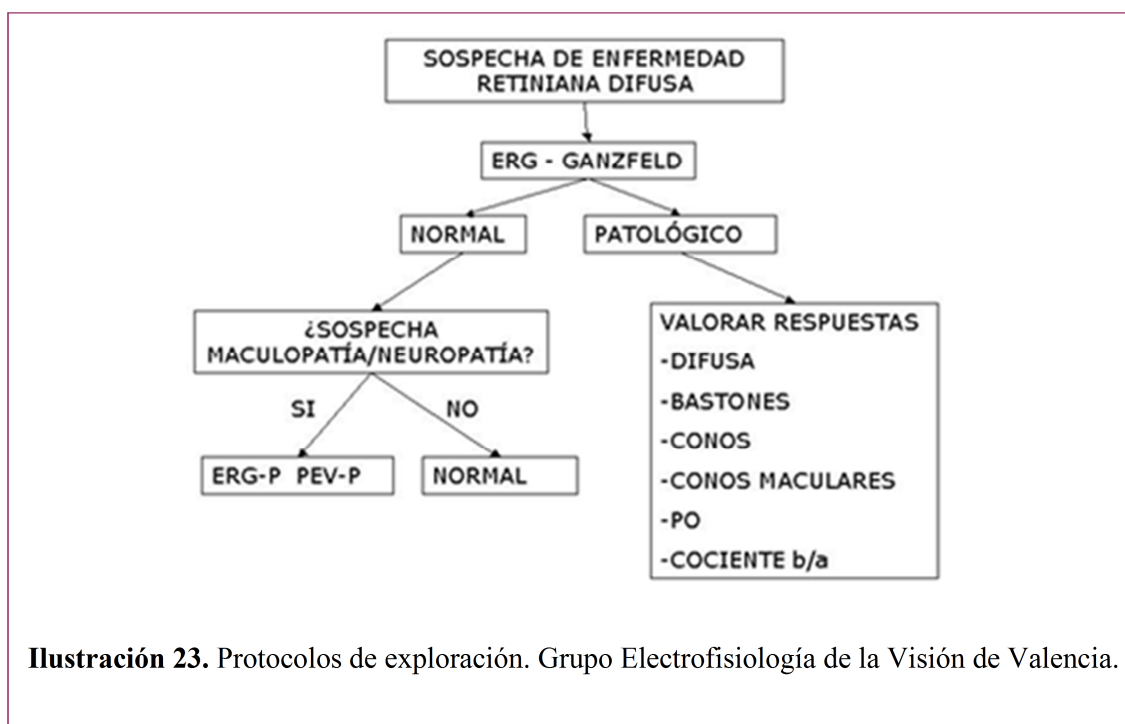 SOSPECHA DE ENFERMEDAD
RETINIANA DIFUSA
ERG - GANZFELD
NORMAL
PATOLÓGICO
¿SOSPECHA
MACULOPATÍA/NEUROPATÍA?
SI
NO
ERG-P PEV-P
NORMAL
VALORAR RESPUESTAS
-DIFUSA
-BASTONES
-CONOS
-CONOS MACULARES
-PO
-COCIENTE b/a
Ilustración 23. Protocolos de exploración. Grupo Electrofisiología de la Visión de Valencia.